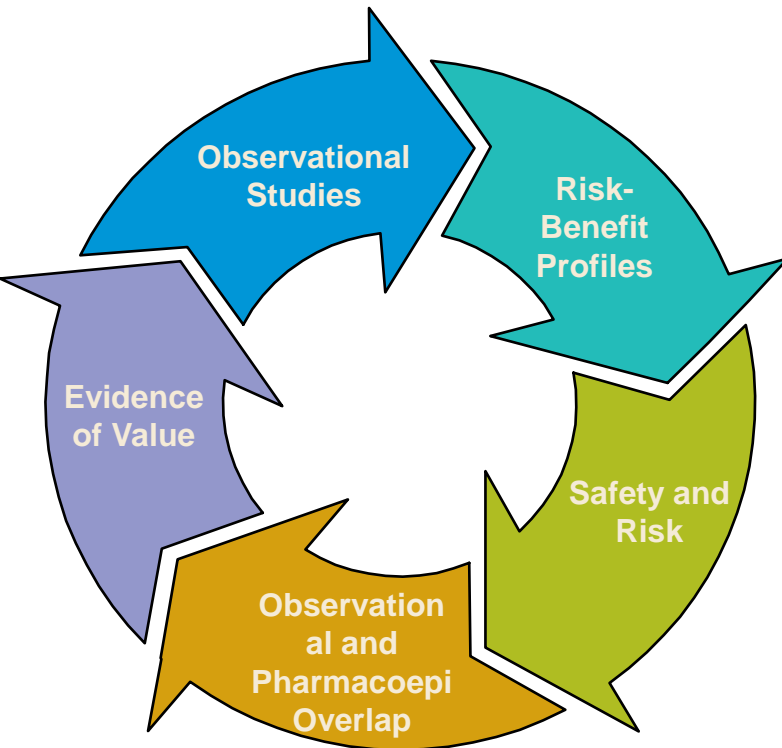 Observational
Studies
Risk-
Benefit
Profiles
Safety and
Risk
Observation
al and
Pharmacoepi
Overlap
Evidence
of Value